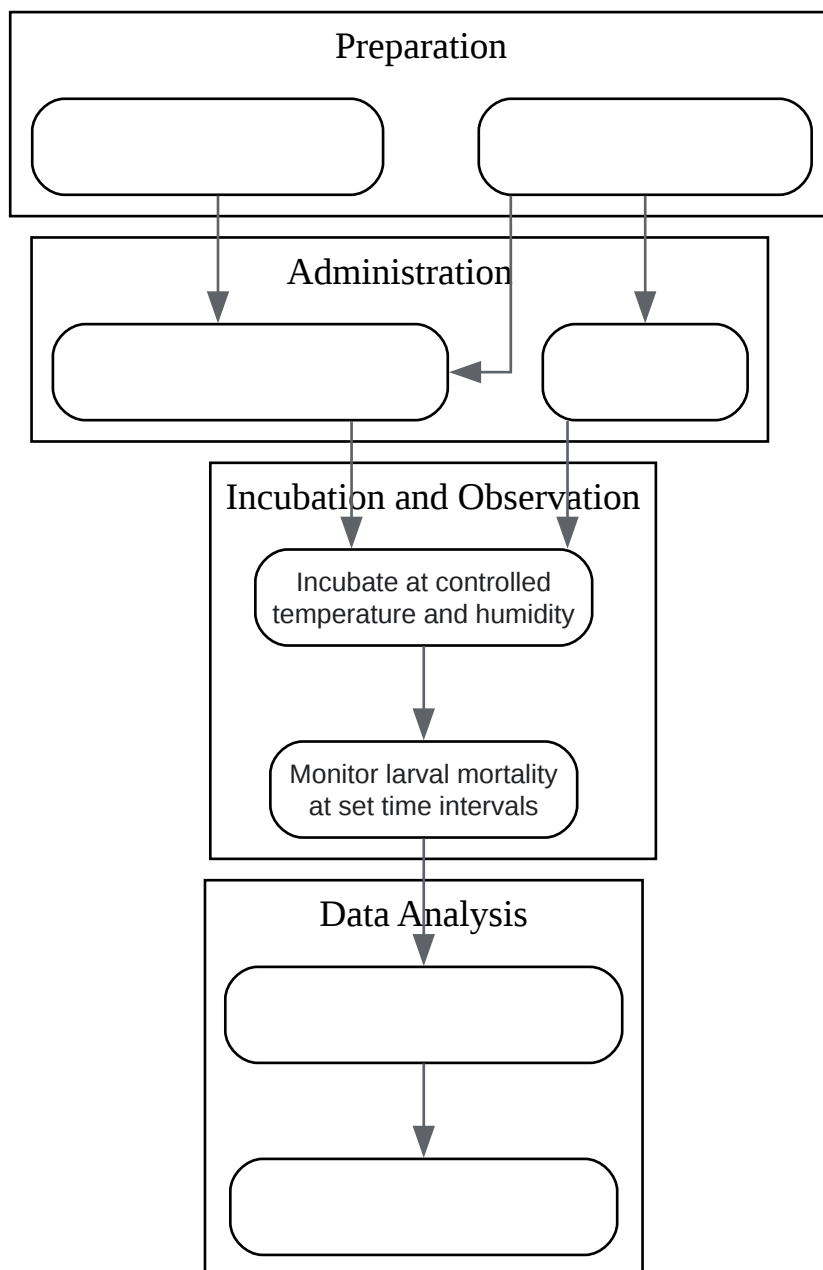 Preparation
Administration
Incubation and Observation
Incubate at controlled
temperature and humidity
Monitor larval mortality
at set time intervals
Data Analysis